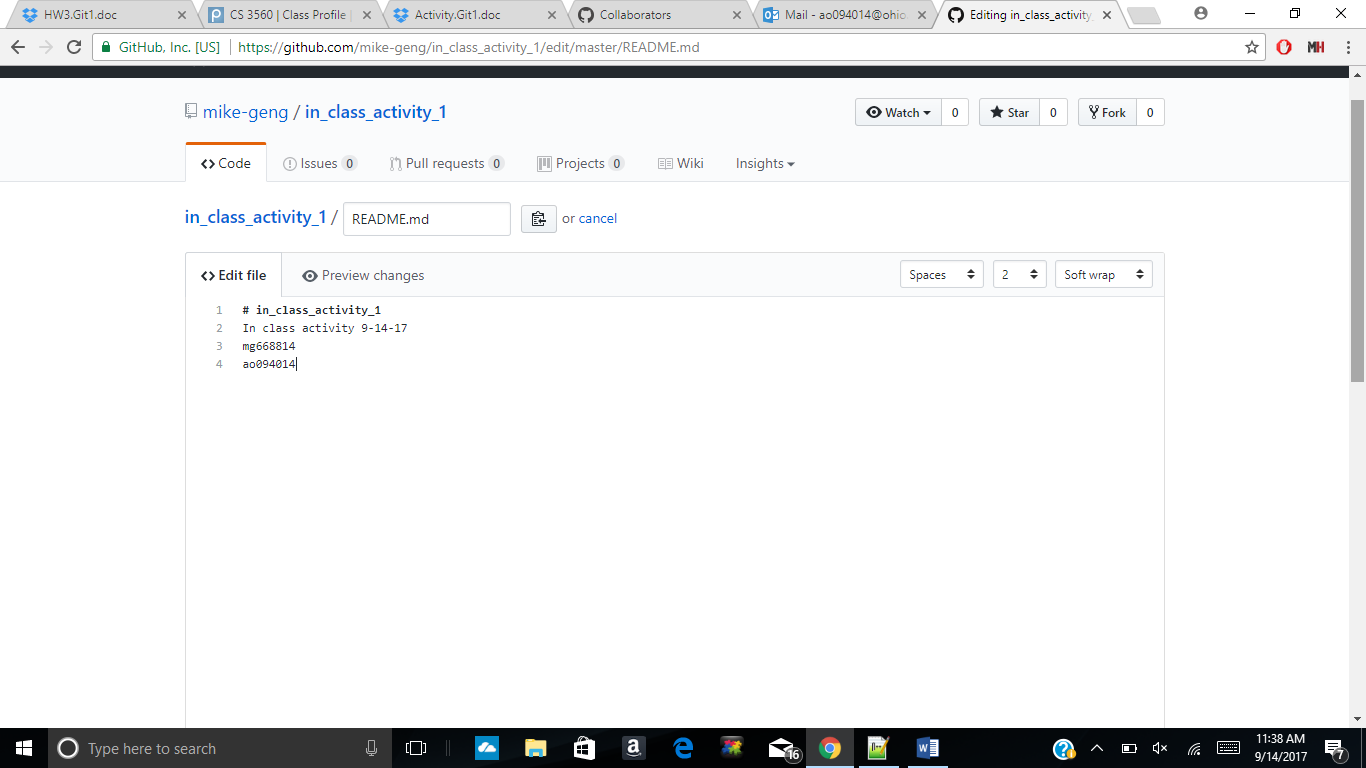 HW3.Git1.doc
CS 3560 | Class Profile |
Activity.Git1.doc
Collaborators
Mail - ao094014@ohio
Editing in_class_activity
GitHub, Inc. [US]
https://github.com/mike-geng/in_class_activity_1/edit/master/README.md
mike-geng / in_class_activity_1
Watch 0
Star 0
Fork 0
Code
Issues 0
Pull requests 0
Projects 0
Wiki
Insights
in_class_activity_1 / README.md or cancel
Edit file
Preview changes
Spaces
2
Soft wrap
1 # in_class_activity_1
2 In class activity 9-14-17
3 mg668814
4 ao094014
Type here to search
16
11:38 AM
9/14/2017
7